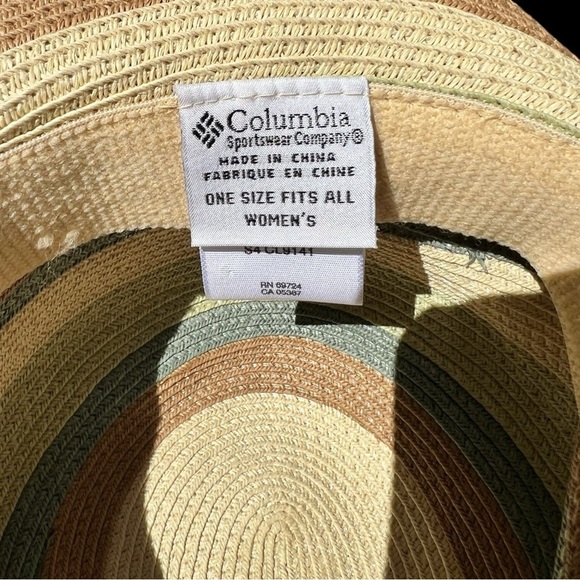 Columbia
Sportswear Company®
MADE IN CHINA
FABRIQUE EN CHINE
ONE SIZE FITS ALL
WOMEN'S
S4 CL9141
RN 69724
CA 05367